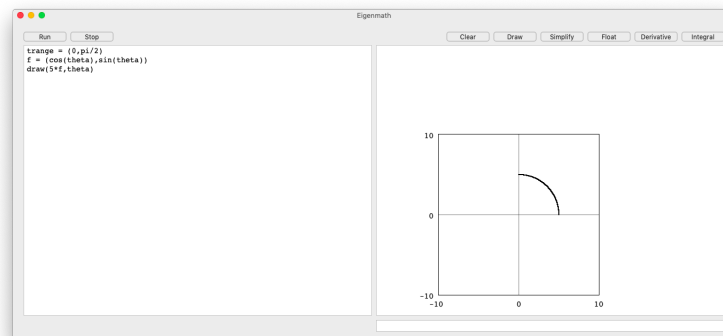 Eigenmath
Run Stop Clear Draw Simplify Float Derivative Integral
trange = (0,pi/2)
f = (cos(theta),sin(theta))
draw(5*f,theta)
10
0
-10
-10 0 10